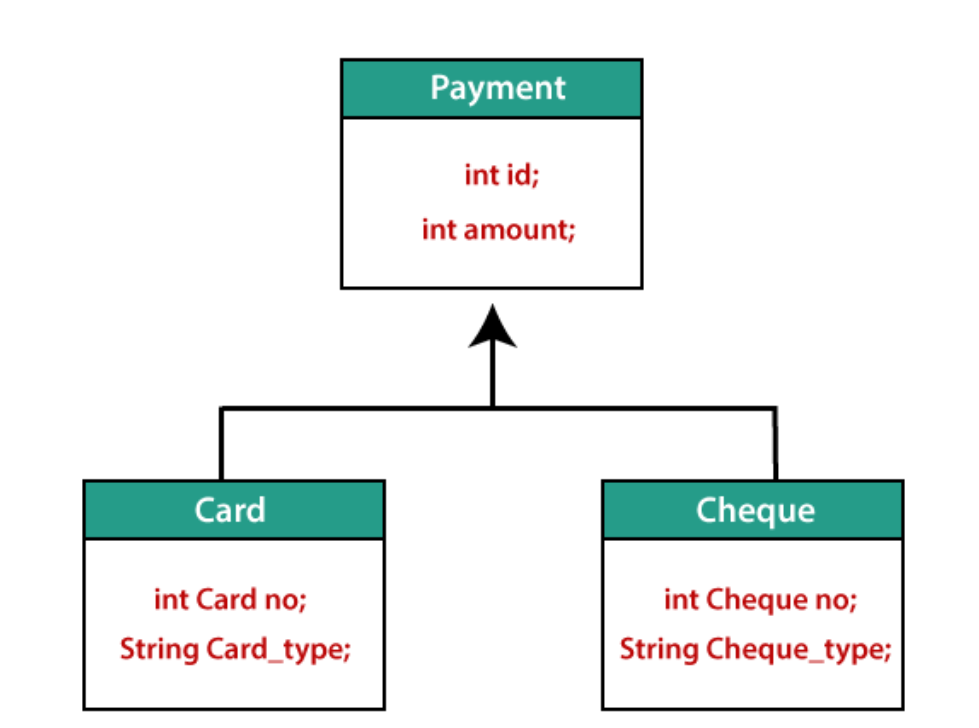 Payment
int id;
int amount;
Card
int Card no;
String Card_type;
Cheque
int Cheque no;
String Cheque_type;